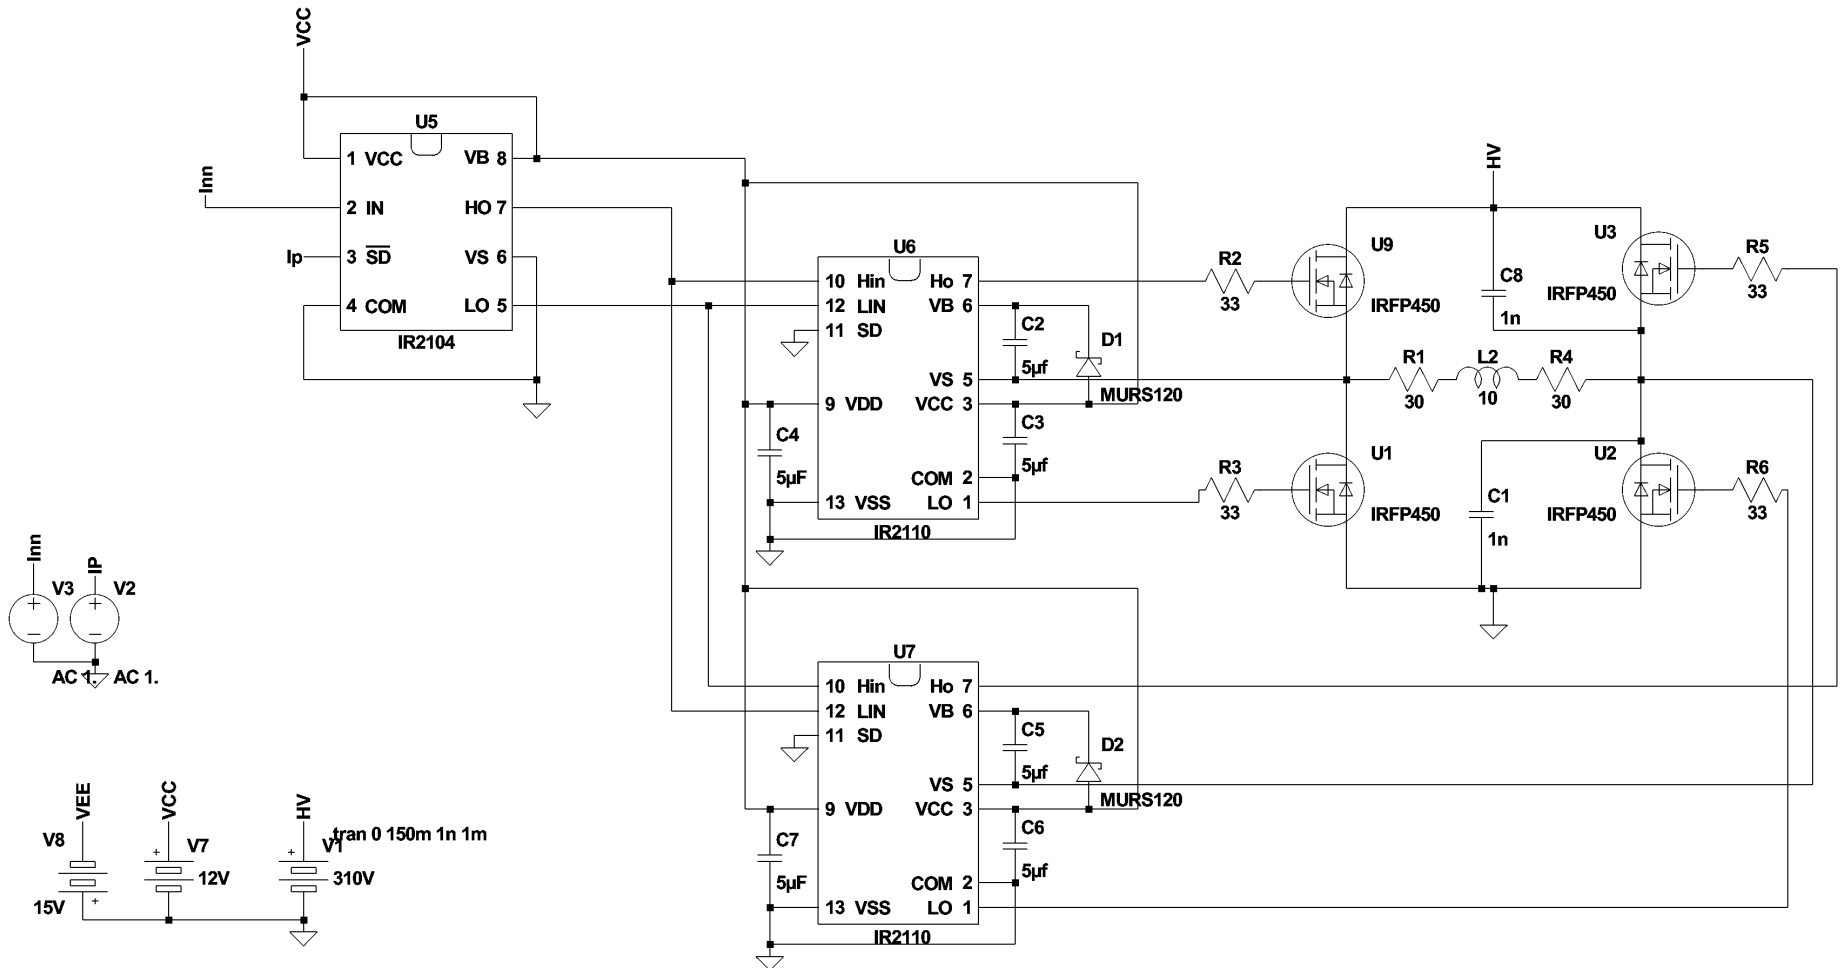 VCC
U5
1 VCC VB 8
Inn
2 IN HO 7
Ip 3 SD VS 6
4 COM LO 5
IR2104
HV
U6
10 Hin Ho 7
12 LIN VB 6
11 SD
VS 5
9 VDD VCC 3
COM 2
13 VSS LO 1
IR2110
C2
5µf
D1
MURS120
C3
5µf
C4
5µF
R2
33
U9
IRFP450
C8
1n
U3
IRFP450
R5
33
R1
30
L2
10
R4
30
R3
33
U1
IRFP450
C1
1n
U2
IRFP450
R6
33
Inn
V3
AC 1.
IP
V2
AC 1.
U7
10 Hin Ho 7
12 LIN VB 6
11 SD
VS 5
9 VDD VCC 3
COM 2
13 VSS LO 1
IR2110
C5
5µf
D2
MURS120
C6
5µf
C7
5µF
VEE
V8
15V
+
VCC
+
V7
12V
HV
+
V1
310V
.tran 0 150m 1n 1m